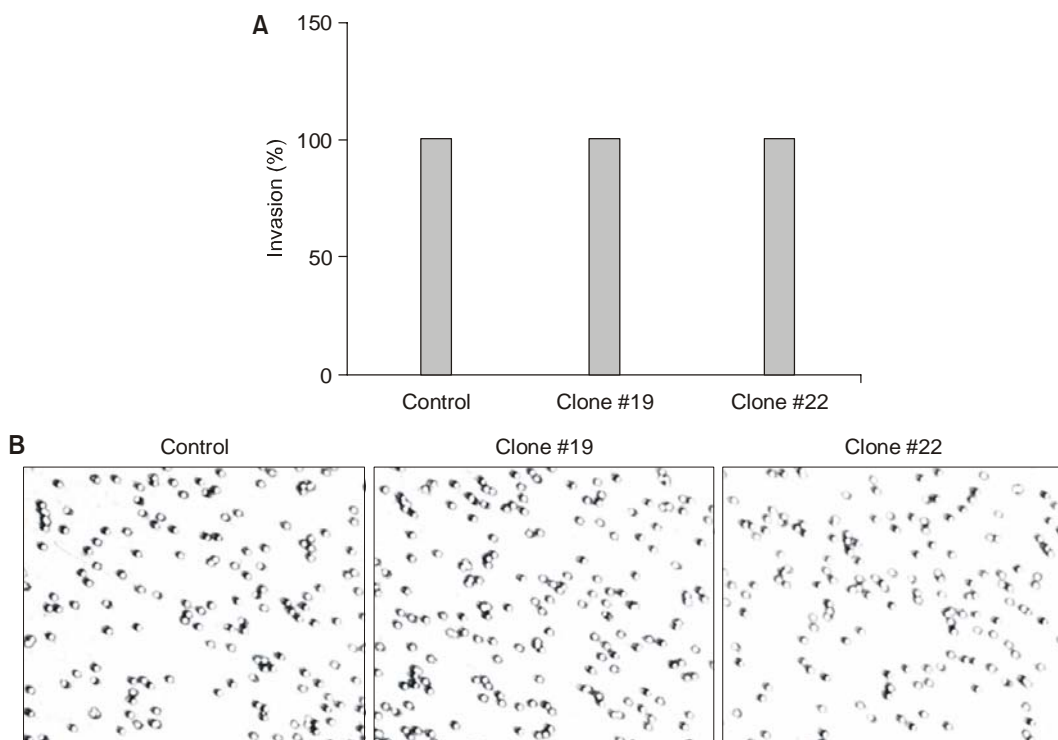 A
150
100
50
0
Invasion (%)
Control Clone #19 Clone #22
B
Control Clone #19 Clone #22